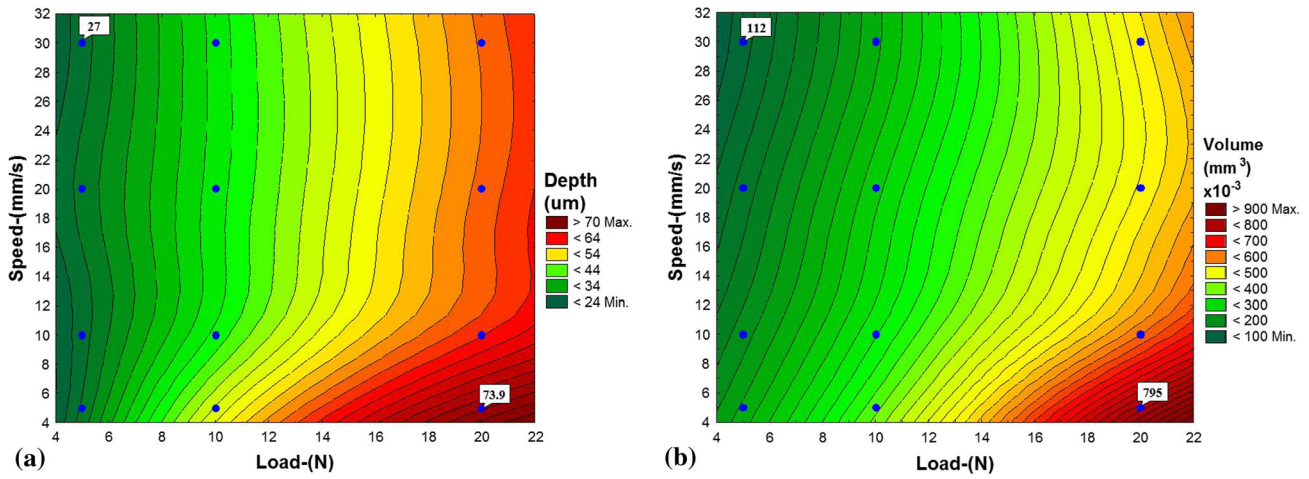 32
30
28
26
24
22
20
18
16
14
12
10
8
6
4
Speed-(mm/s)
27
73.9
4 6 8 10 12 14 16 18 20 22
Load-(N)
(a)
Depth
(um)
> 70 Max.
< 64
< 54
< 44
< 34
< 24 Min.
32
30
28
26
24
22
20
18
16
14
12
10
8
6
4
Speed-(mm/s)
112
795
4 6 8 10 12 14 16 18 20 22
Load-(N)
(b)
Volume
(mm³)
x10⁻³
> 900 Max.
< 800
< 700
< 600
< 500
< 400
< 300
< 200
< 100 Min.